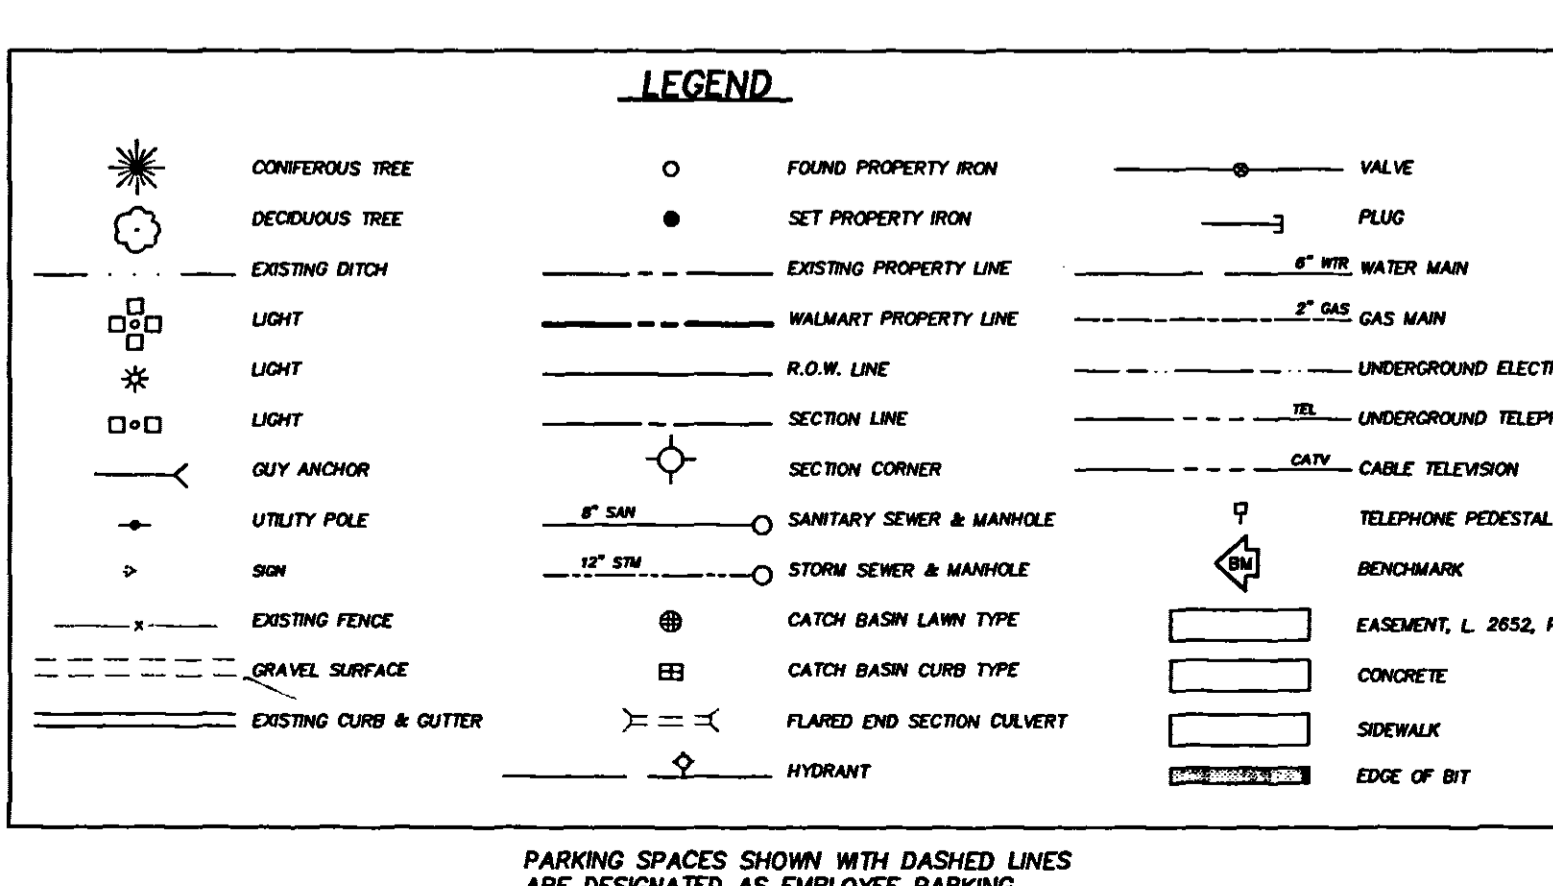 LEGEND
CONIFEROUS TREE
DECIDUOUS TREE
EXISTING DITCH
LIGHT
LIGHT
LIGHT
GUY ANCHOR
UTILITY POLE
SIGN
EXISTING FENCE
GRAVEL SURFACE
EXISTING CURB & GUTTER
FOUND PROPERTY IRON
SET PROPERTY IRON
EXISTING PROPERTY LINE
WALMART PROPERTY LINE
R.O.W. LINE
SECTION LINE
SECTION CORNER
8" SAN SANITARY SEWER & MANHOLE
12" STM STORM SEWER & MANHOLE
CATCH BASIN LAWN TYPE
CATCH BASIN CURB TYPE
FLARED END SECTION CULVERT
HYDRANT
VALVE
PLUG
6" WTR WATER MAIN
2" GAS GAS MAIN
UNDERGROUND
TEL UNDERGROUND
CATV CABLE TELEVISION
TELEPHONE PEDESTAL
BM BENCHMARK
EASEMENT, L. 2652,
CONCRETE
SIDEWALK
EDGE OF BIT
PARKING SPACES SHOWN WITH DASHED LINES
ARE DESIGNATED AS EMPLOYEE PARKING